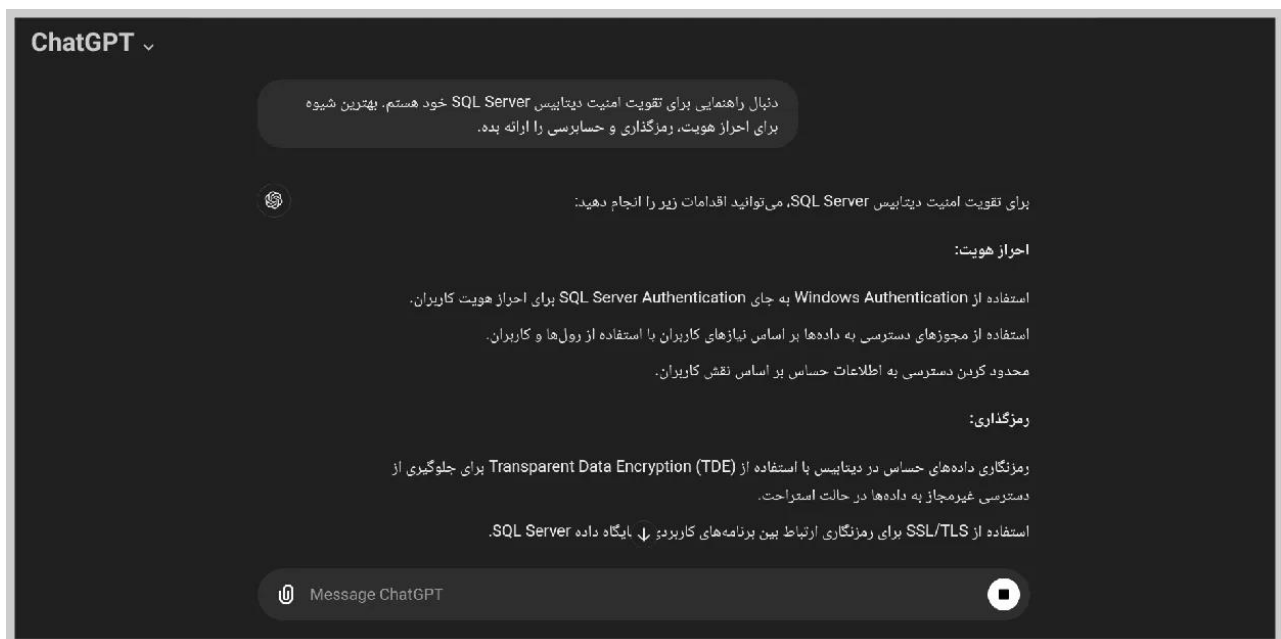 ChatGPT
دنبال راهنمایی برای تقویت امنیت دیتابیس SQL Server خود هستم. بهترین شیوه
برای احراز هویت، رمزگذاری و حسابرسی را ارائه بده.
برای تقویت امنیت دیتابیس SQL Server، می‌توانید اقدامات زیر را انجام دهید:
احراز هویت:
استفاده از Windows Authentication به جای SQL Server Authentication برای احراز هویت کاربران.
استفاده از مجوزهای دسترسی به داده‌ها بر اساس نیازهای کاربران با استفاده از رول‌ها و کاربران.
محدود کردن دسترسی به اطلاعات حساس بر اساس نقش کاربران.
رمزگذاری:
رمزنگاری داده‌های حساس در دیتابیس با استفاده از Transparent Data Encryption (TDE) برای جلوگیری از
دسترسی غیرمجاز به داده‌ها در حالت استراحت.
استفاده از SSL/TLS برای رمزنگاری ارتباط بین برنامه‌های کاربردی داده SQL Server.
Message ChatGPT